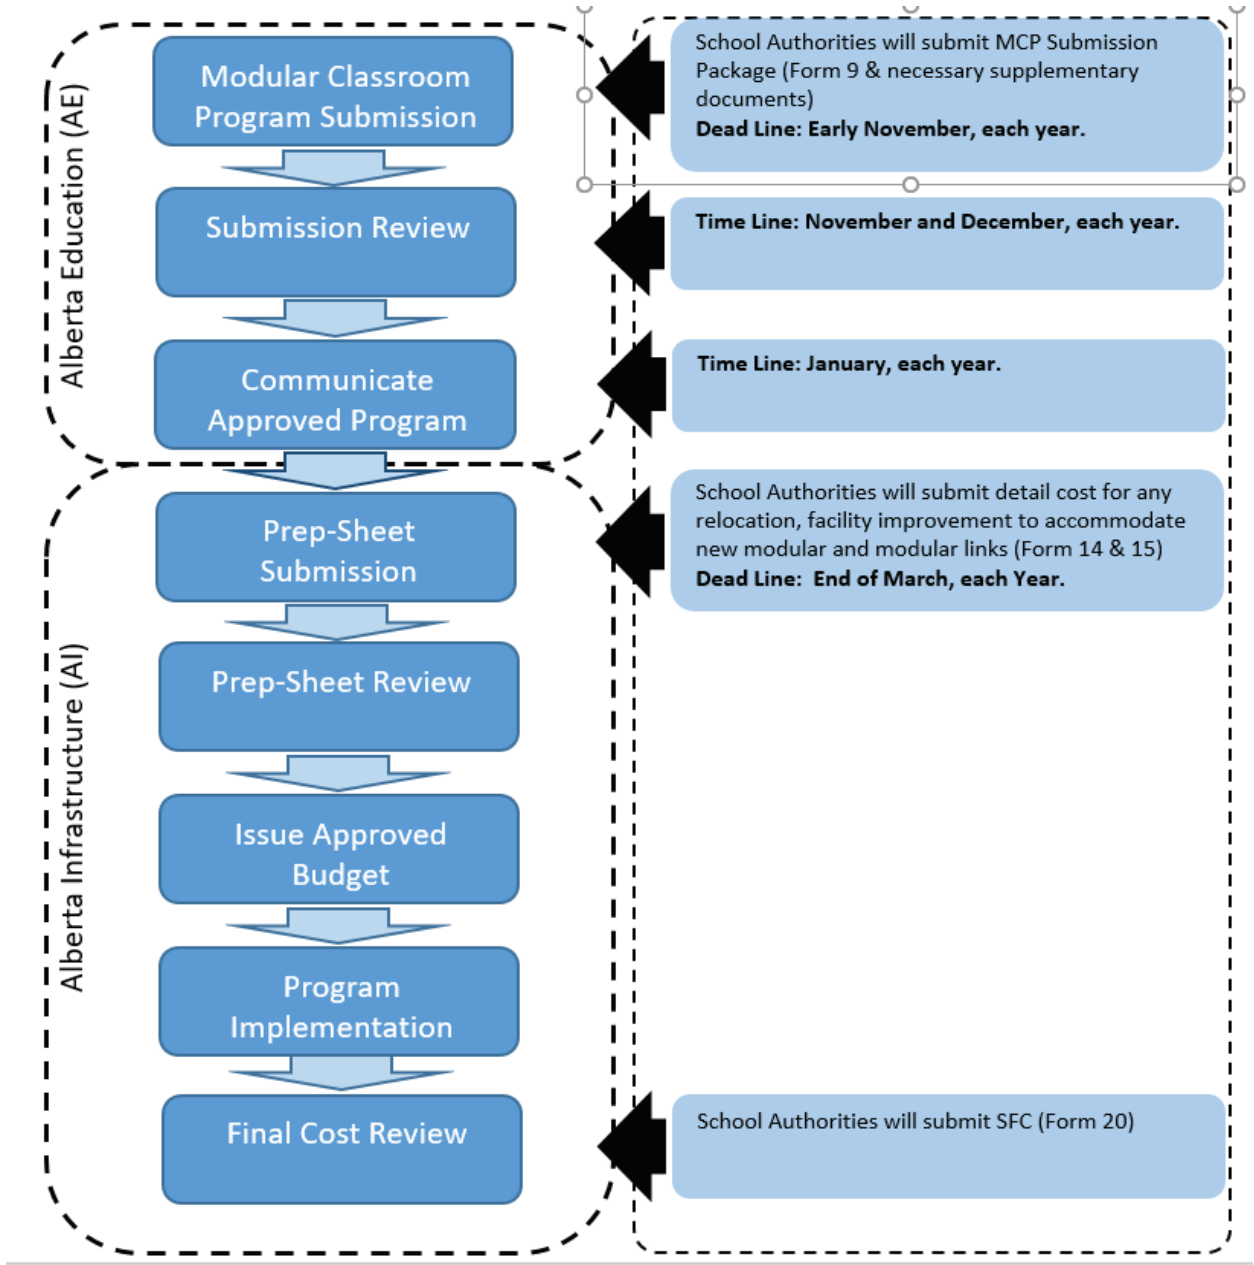 Alberta Education (AE)
Modular Classroom
Program Submission
School Authorities will submit MCP Submission
Package (Form 9 & necessary supplementary
documents)
Dead Line: Early November, each year.
Submission Review
Time Line: November and December, each year.
Communicate
Approved Program
Time Line: January, each year.
Alberta Infrastructure (AI)
Prep-Sheet
Submission
School Authorities will submit detail cost for any
relocation, facility improvement to accommodate
new modular and modular links (Form 14 & 15)
Dead Line:  End of March, each Year.
Prep-Sheet Review
Issue Approved
Budget
Program
Implementation
Final Cost Review
School Authorities will submit SFC (Form 20)